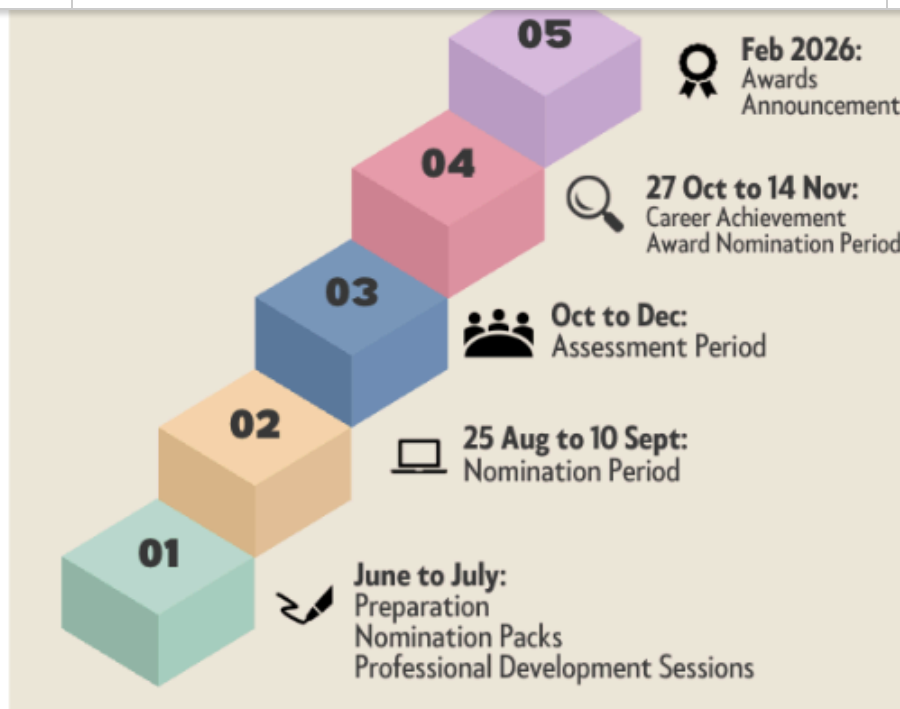 05
Feb 2026:
Awards
Announcement
04
27 Oct to 14 Nov:
Career Achievement
Award Nomination Period
03
Oct to Dec:
Assessment Period
02
25 Aug to 10 Sept:
Nomination Period
01
June to July:
Preparation
Nomination Packs
Professional Development Sessions